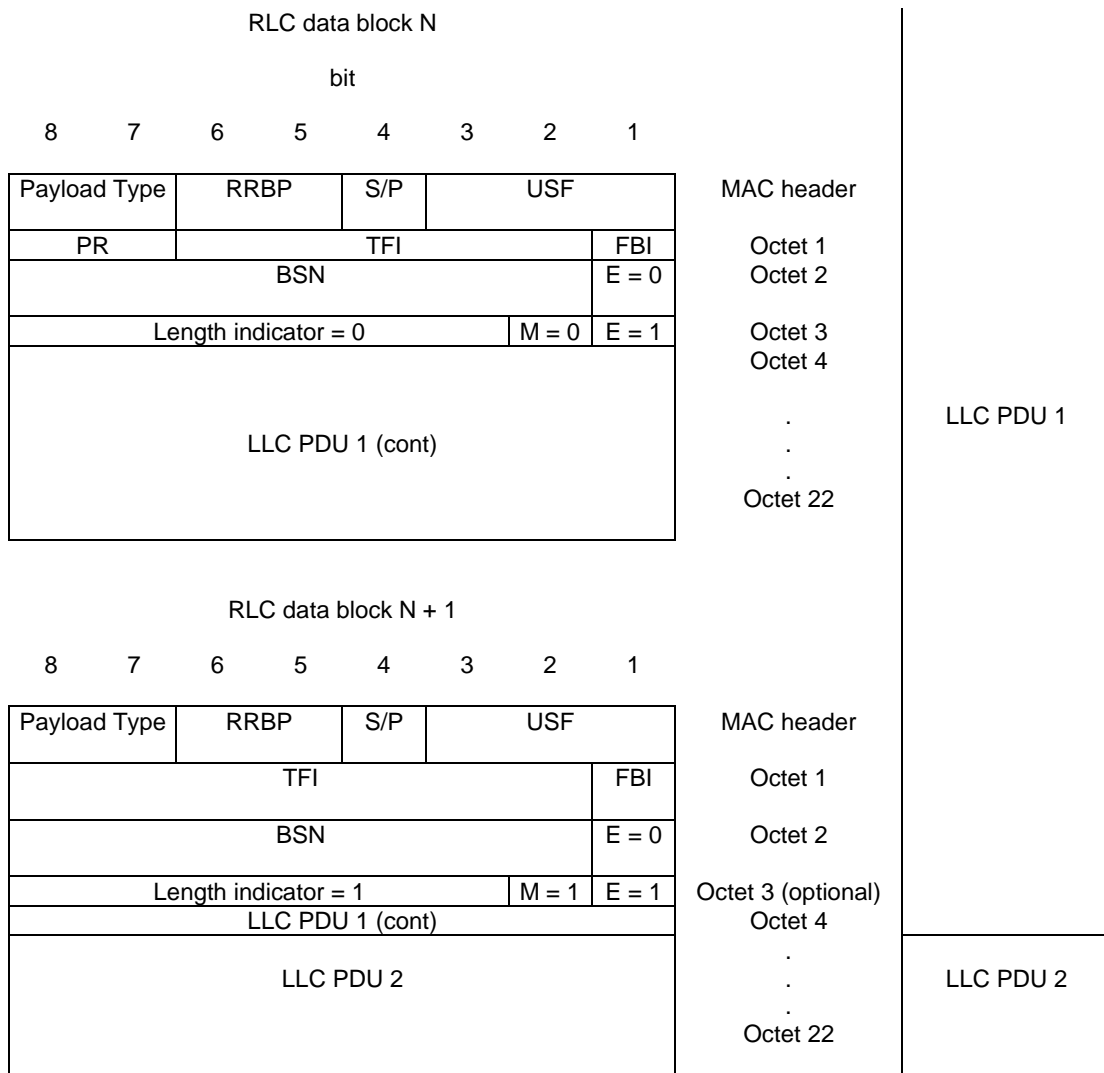 RLC data block N
bit
8 7 6 5 4 3 2 1
Payload Type RRBP S/P USF MAC header
PR TFI FBI Octet 1
BSN E = 0 Octet 2
Length indicator = 0 M = 0 E = 1 Octet 3
Octet 4
. LLC PDU 1
LLC PDU 1 (cont) .
.
Octet 22
RLC data block N + 1
8 7 6 5 4 3 2 1
Payload Type RRBP S/P USF MAC header
TFI FBI Octet 1
BSN E = 0 Octet 2
Length indicator = 1 M = 1 E = 1 Octet 3 (optional)
LLC PDU 1 (cont) Octet 4
.
LLC PDU 2 . LLC PDU 2
.
Octet 22